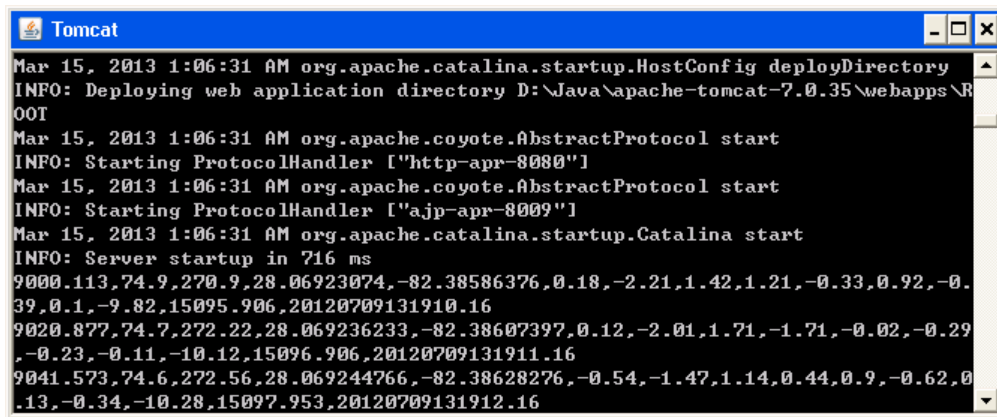 Tomcat
Mar 15, 2013 1:06:31 AM org.apache.catalina.startup.HostConfig deployDirectory
INFO: Deploying web application directory D:\Java\apache-tomcat-7.0.35\webapps\R
OOT
Mar 15, 2013 1:06:31 AM org.apache.coyote.AbstractProtocol start
INFO: Starting ProtocolHandler ["http-apr-8080"]
Mar 15, 2013 1:06:31 AM org.apache.coyote.AbstractProtocol start
INFO: Starting ProtocolHandler ["ajp-apr-8009"]
Mar 15, 2013 1:06:31 AM org.apache.catalina.startup.Catalina start
INFO: Server startup in 716 ms
9000.113,74.9,270.9,28.06923074,-82.38586376,0.18,-2.21,1.42,1.21,-0.33,0.92,-0.
39,0.1,-9.82,15095.906,20120709131910.16
9020.877,74.7,272.22,28.069236233,-82.38607397,0.12,-2.01,1.71,-1.71,-0.02,-0.29
,-0.23,-0.11,-10.12,15096.906,20120709131911.16
9041.573,74.6,272.56,28.069244766,-82.38628276,-0.54,-1.47,1.14,0.44,0.9,-0.62,0
.13,-0.34,-10.28,15097.953,20120709131912.16